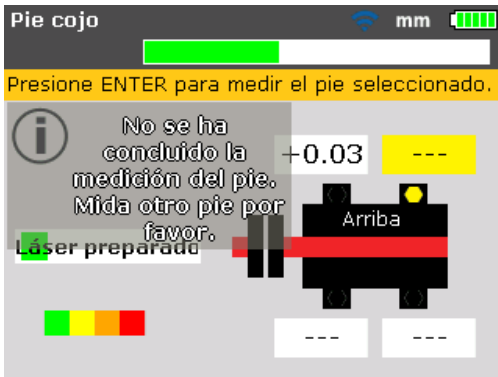 Pie cojo
mm
Presione ENTER para medir el pie seleccionado.
No se ha
concluido la
medición del pie.
Mida otro pie por
favor.
+0.03
---
Arriba
Láser preparado
---
---